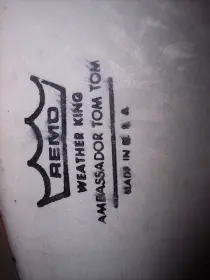 REMO
WEATHER KING
AMBASSADOR TOM TOM
MADE IN U.S.A